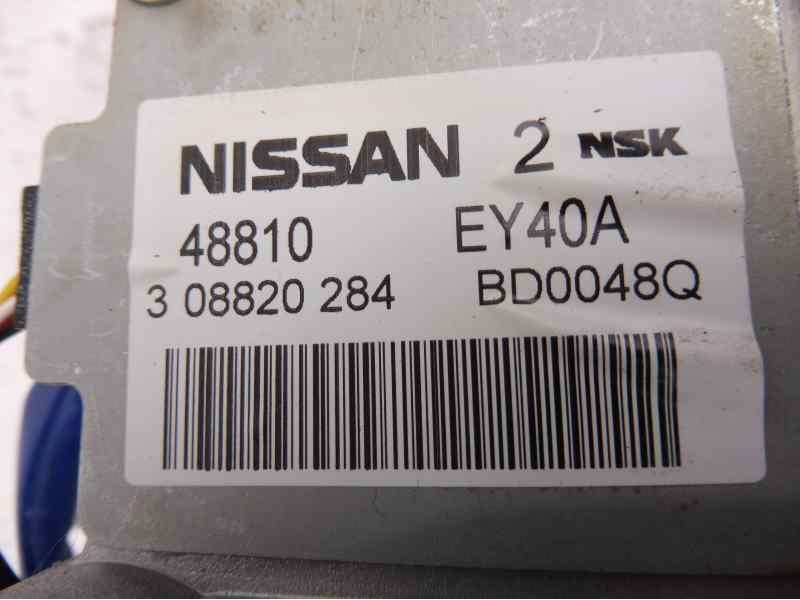 NISSAN 2 NSK
48810 EY40A
3 08820 284 BD0048Q